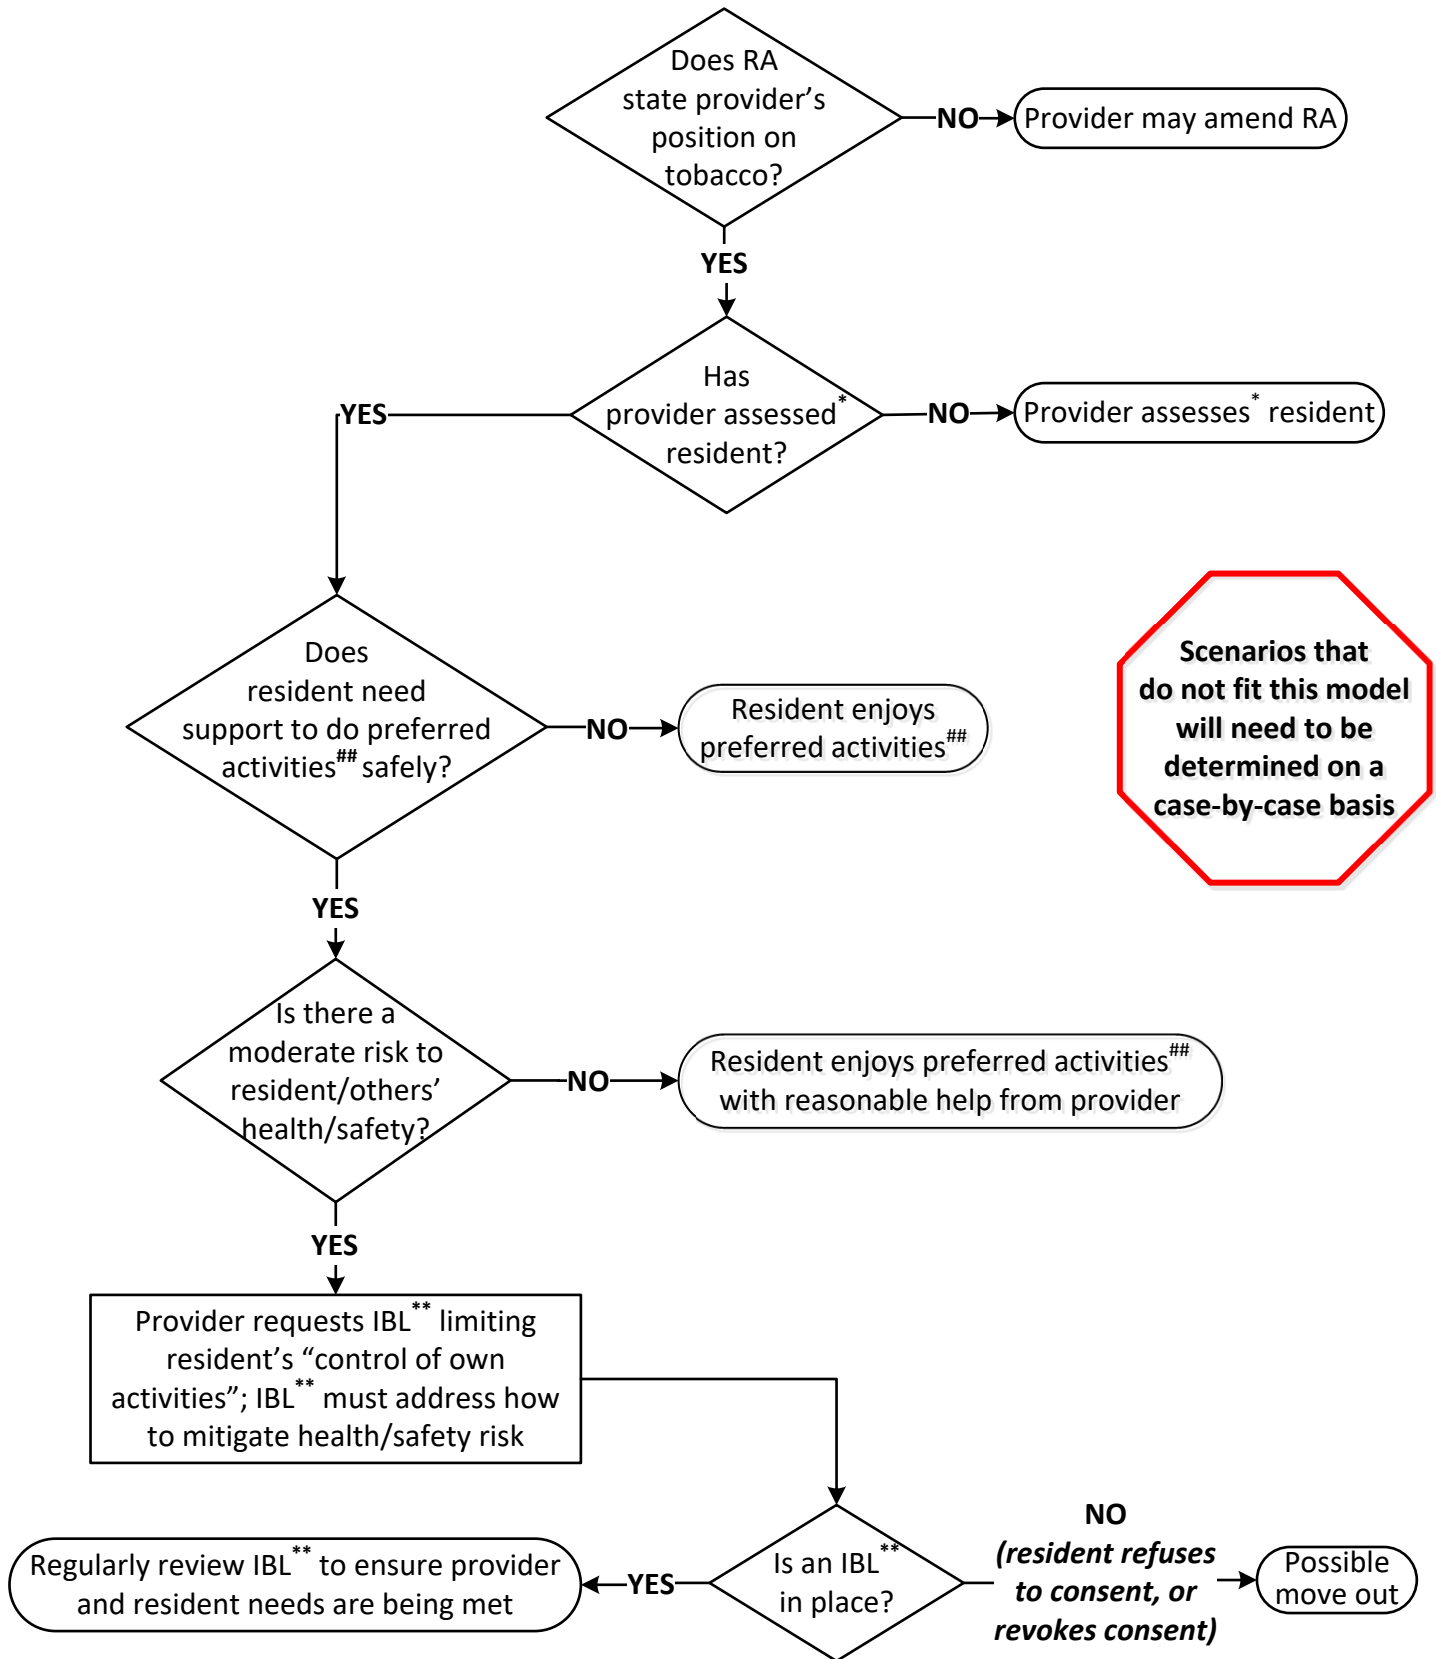 Does RA
state provider’s
position on
tobacco?
NO
Provider may amend RA
YES
Has
provider assessed*
resident?
YES
NO
Provider assesses* resident
Does
resident need
support to do preferred
activities## safely?
NO
Resident enjoys
preferred activities##
Scenarios that
do not fit this model
will need to be
determined on a
case-by-case basis
YES
Is there a
moderate risk to
resident/others’
health/safety?
NO
Resident enjoys preferred activities##
with reasonable help from provider
YES
Provider requests IBL** limiting
resident’s “control of own
activities”; IBL** must address how
to mitigate health/safety risk
Is an IBL**
in place?
YES
Regularly review IBL** to ensure provider
and resident needs are being met
NO
(resident refuses
to consent, or
revokes consent)
Possible
move out